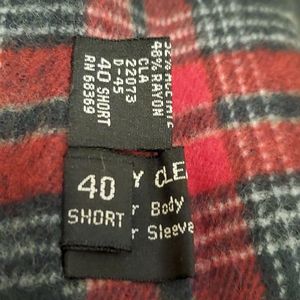 48% RAYON
CLA
22073
D-45
40 SHORT
RN 68369
40
SHORT
Y CLE
r Body
r Sleeve